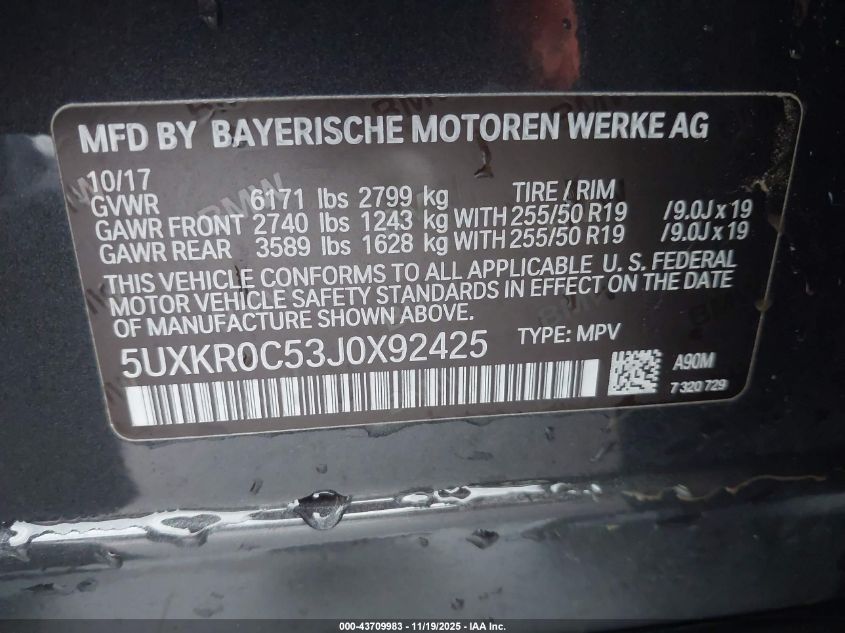 MFD BY BAYERISCHE MOTOREN WERKE AG
10/17 TIRE / RIM
GVWR 6171 lbs 2799 kg
GAWR FRONT 2740 lbs 1243 kg WITH 255/50 R19 /9.0J x 19
GAWR REAR 3589 lbs 1628 kg WITH 255/50 R19 /9.0J x 19
THIS VEHICLE CONFORMS TO ALL APPLICABLE U. S. FEDERAL
MOTOR VEHICLE SAFETY STANDARDS IN EFFECT ON THE DATE
OF MANUFACTURE SHOWN ABOVE.
5UXKR0C53J0X92425 TYPE: MPV
A90M
7 320 729
000-43709983 - 11/19/2025 - IAA Inc.